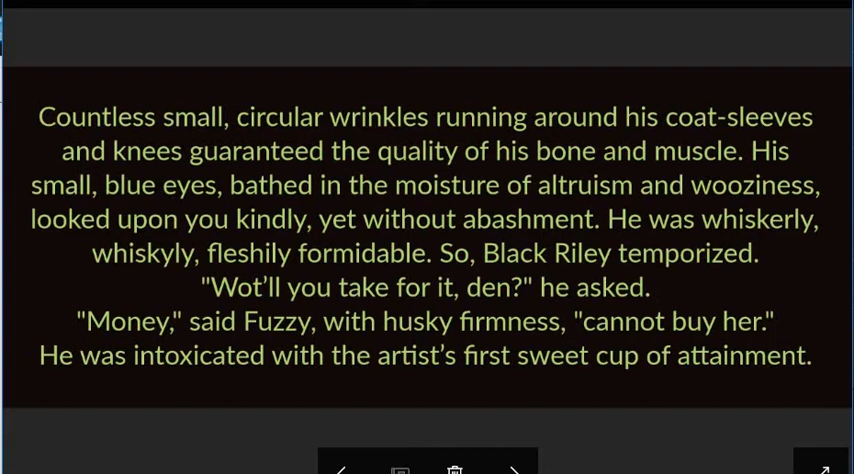 Countless small, circular wrinkles running around his coat-sleeves
and knees guaranteed the quality of his bone and muscle. His
small, blue eyes, bathed in the moisture of altruism and wooziness,
looked upon you kindly, yet without abashment. He was whiskerly,
whiskyly, fleshily formidable. So, Black Riley temporized.
"Wot’ll you take for it, den?" he asked.
"Money," said Fuzzy, with husky firmness, "cannot buy her."
He was intoxicated with the artist’s first sweet cup of attainment.